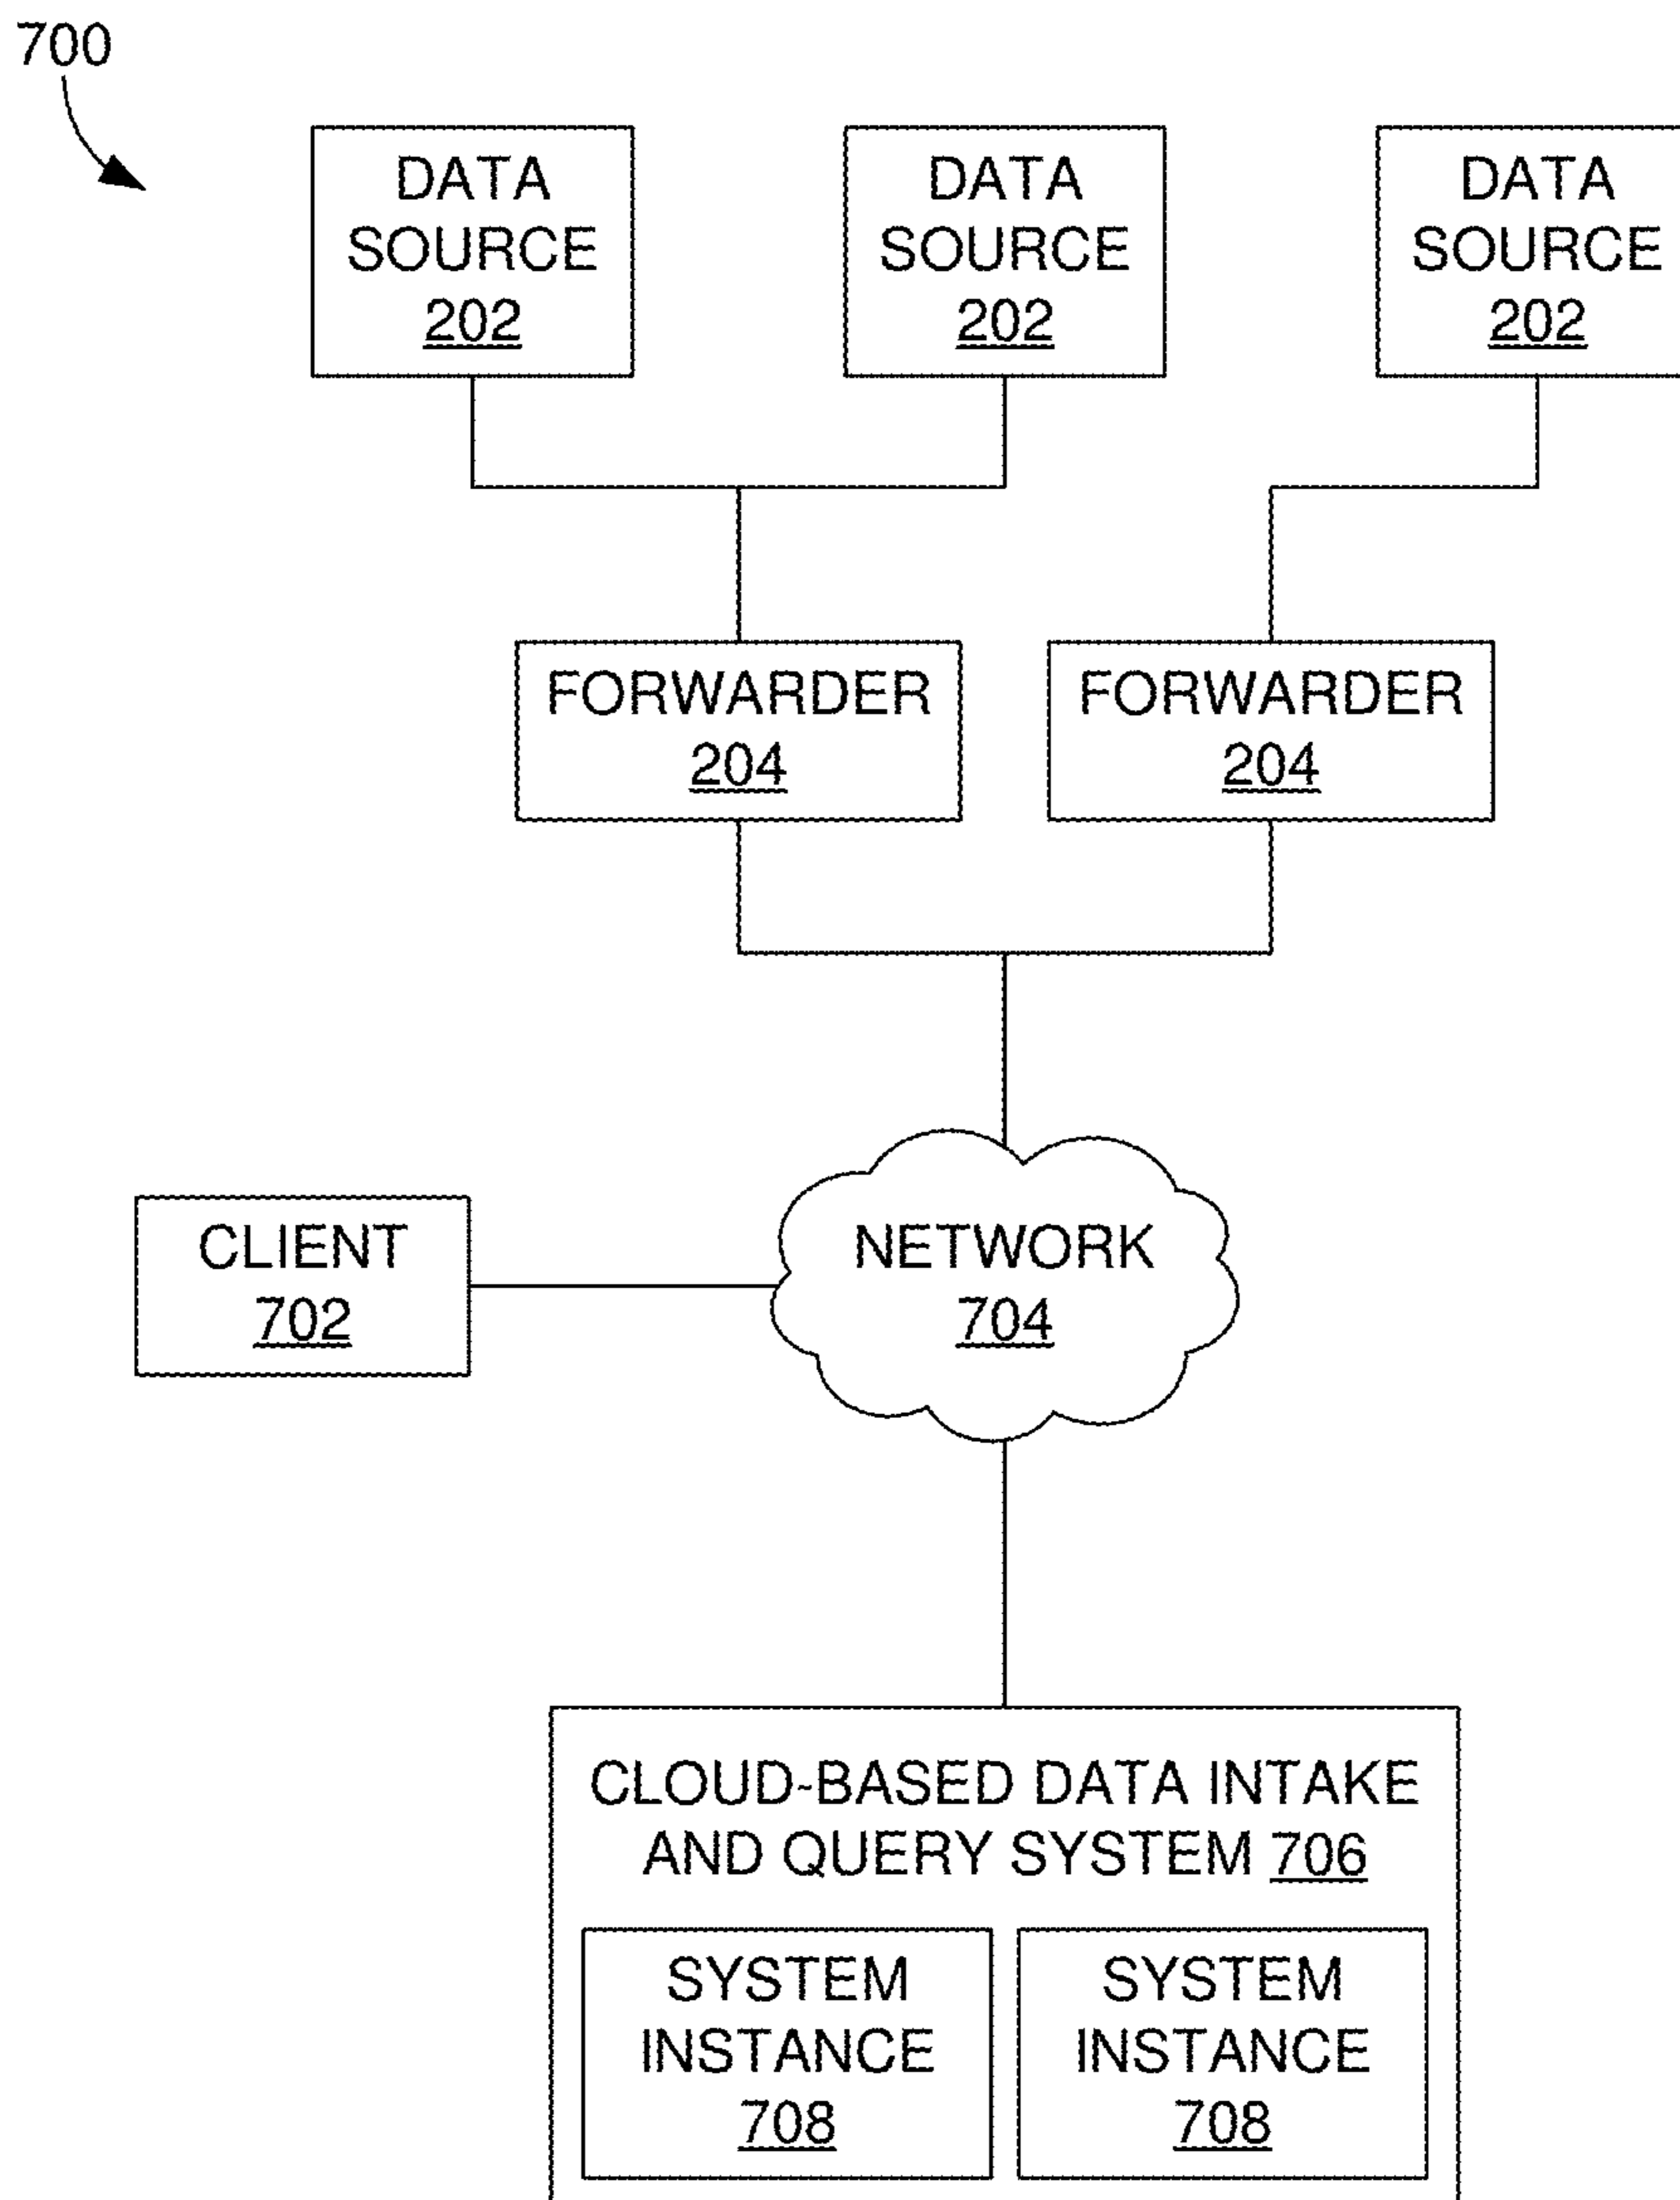 700
DATA
SOURCE
202
DATA
SOURCE
202
DATA
SOURCE
202
FORWARDER
204
FORWARDER
204
CLIENT
702
NETWORK
704
CLOUD-BASED DATA INTAKE
AND QUERY SYSTEM 706
SYSTEM
INSTANCE
708
SYSTEM
INSTANCE
708